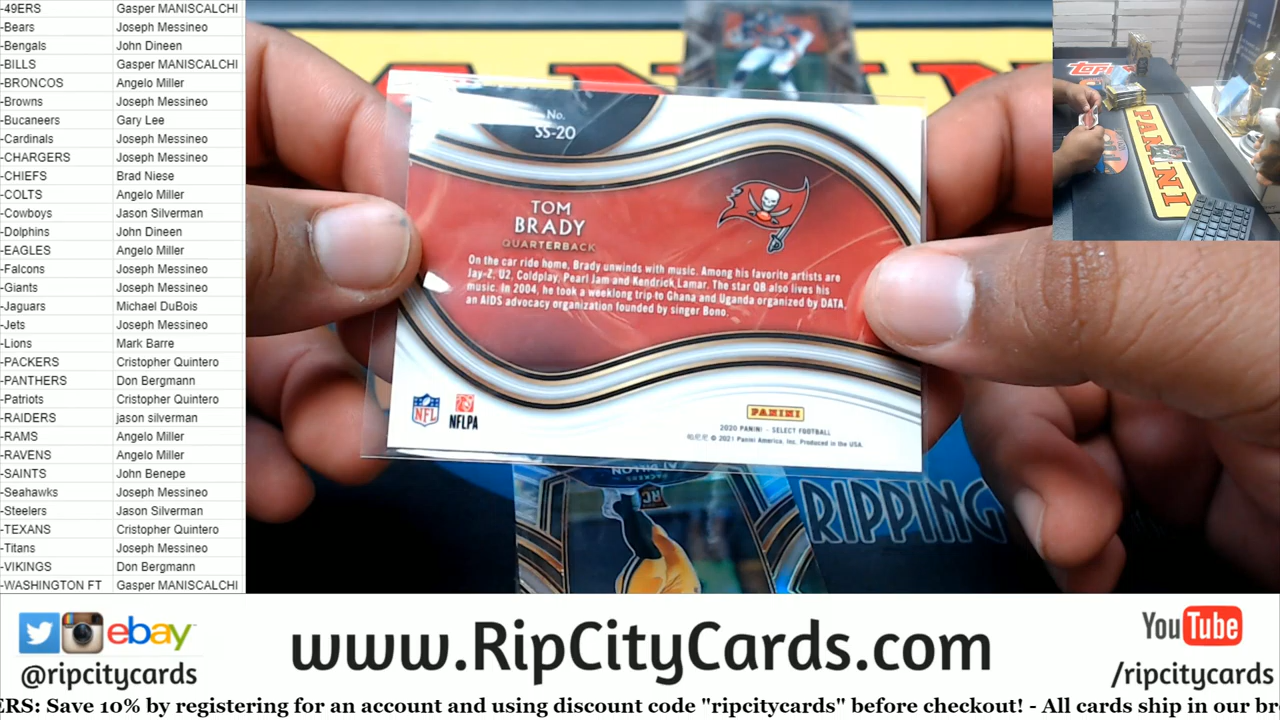 -49ERS Gasper MANISCALCHI
-Bears Joseph Messineo
-Bengals John Dineen
-BILLS Gasper MANISCALCHI
-BRONCOS Angelo Miller
-Browns Joseph Messineo
-Bucaneers Gary Lee
-Cardinals Joseph Messineo
-CHARGERS Joseph Messineo
-CHIEFS Brad Niese
-COLTS Angelo Miller
-Cowboys Jason Silverman
-Dolphins John Dineen
-EAGLES Angelo Miller
-Falcons Joseph Messineo
-Giants Joseph Messineo
-Jaguars Michael DuBois
-Jets Joseph Messineo
-Lions Mark Barre
-PACKERS Cristopher Quintero
-PANTHERS Don Bergmann
-Patriots Cristopher Quintero
-RAIDERS jason silverman
-RAMS Angelo Miller
-RAVENS Angelo Miller
-SAINTS John Benepe
-Seahawks Joseph Messineo
-Steelers Jason Silverman
-TEXANS Cristopher Quintero
-Titans Joseph Messineo
-VIKINGS Don Bergmann
-WASHINGTON FT Gasper MANISCALCHI
No.
SS-20
TOM
BRADY
QUARTERBACK
On the car ride home, Brady unwinds with music. Among his favorite artists are
Jay-Z, U2, Coldplay, Pearl Jam and Kendrick Lamar. The star QB also lives his
music. In 2004, he took a weeklong trip to Ghana and Uganda organized by DATA,
an AIDS advocacy organization founded by singer Bono.
NFL
NFLPA
PANINI
2020 PANINI - SELECT FOOTBALL
© 2021 Panini America, Inc. Produced in the USA.
DILLON
PACKERS
RC
RIPPING
topps
PANINI
ebay
@ripcitycards
www.RipCityCards.com
YouTube
/ripcitycards
ERS: Save 10% by registering for an account and using discount code "ripcitycards" before checkout! - All cards ship in our br